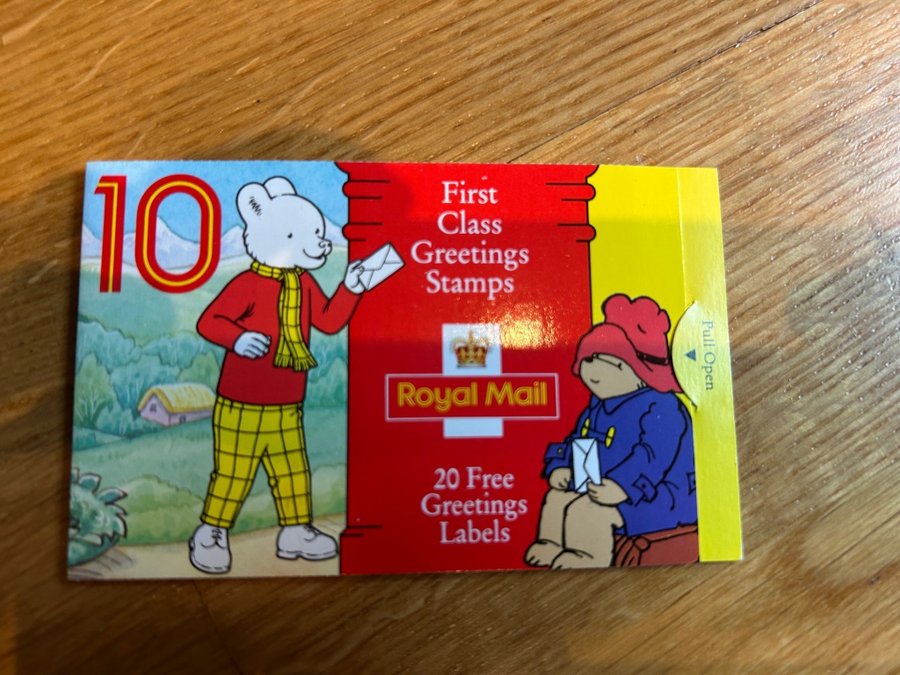 10
First
Class
Greetings
Stamps
Royal Mail
20 Free
Greetings
Labels
Pull Open